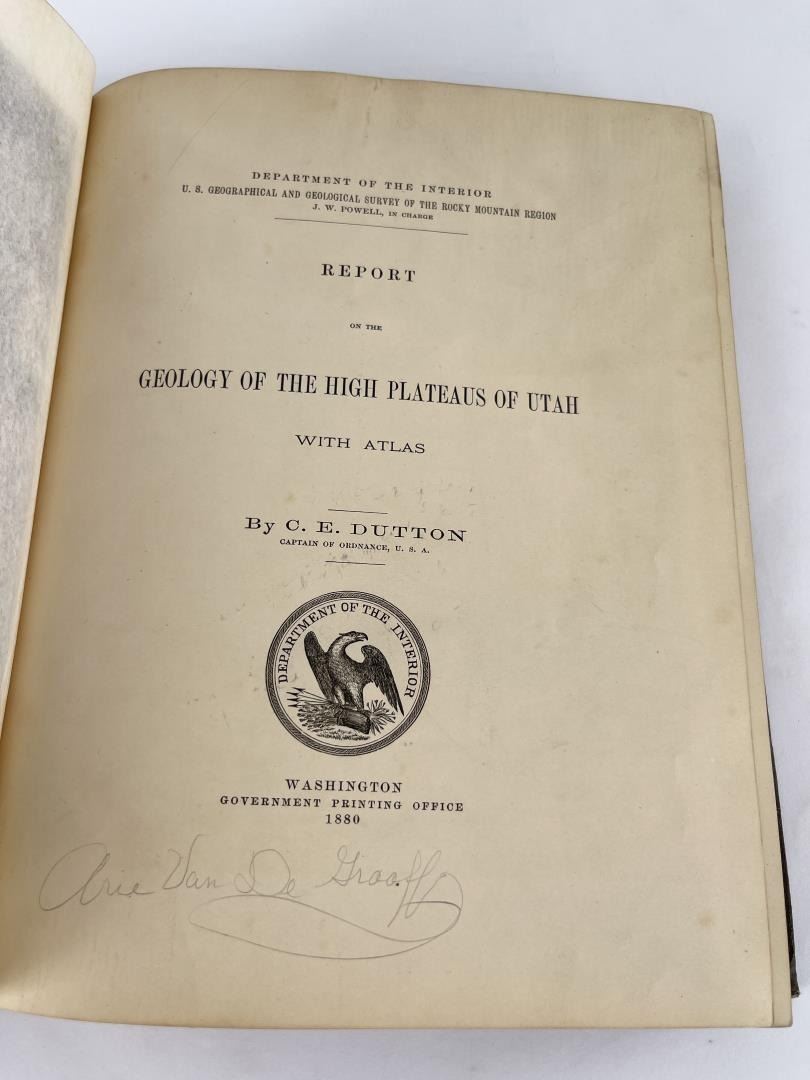 DEPARTMENT OF THE INTERIOR
U. S. GEOGRAPHICAL AND GEOLOGICAL SURVEY OF THE ROCKY MOUNTAIN REGION
J. W. POWELL, IN CHARGE
REPORT
ON THE
GEOLOGY OF THE HIGH PLATEAUS OF UTAH
WITH ATLAS
By C. E. DUTTON
CAPTAIN OF ORDNANCE, U. S. A.
DEPARTMENT OF THE INTERIOR
WASHINGTON
GOVERNMENT PRINTING OFFICE
1880
Arie Van De Graaff